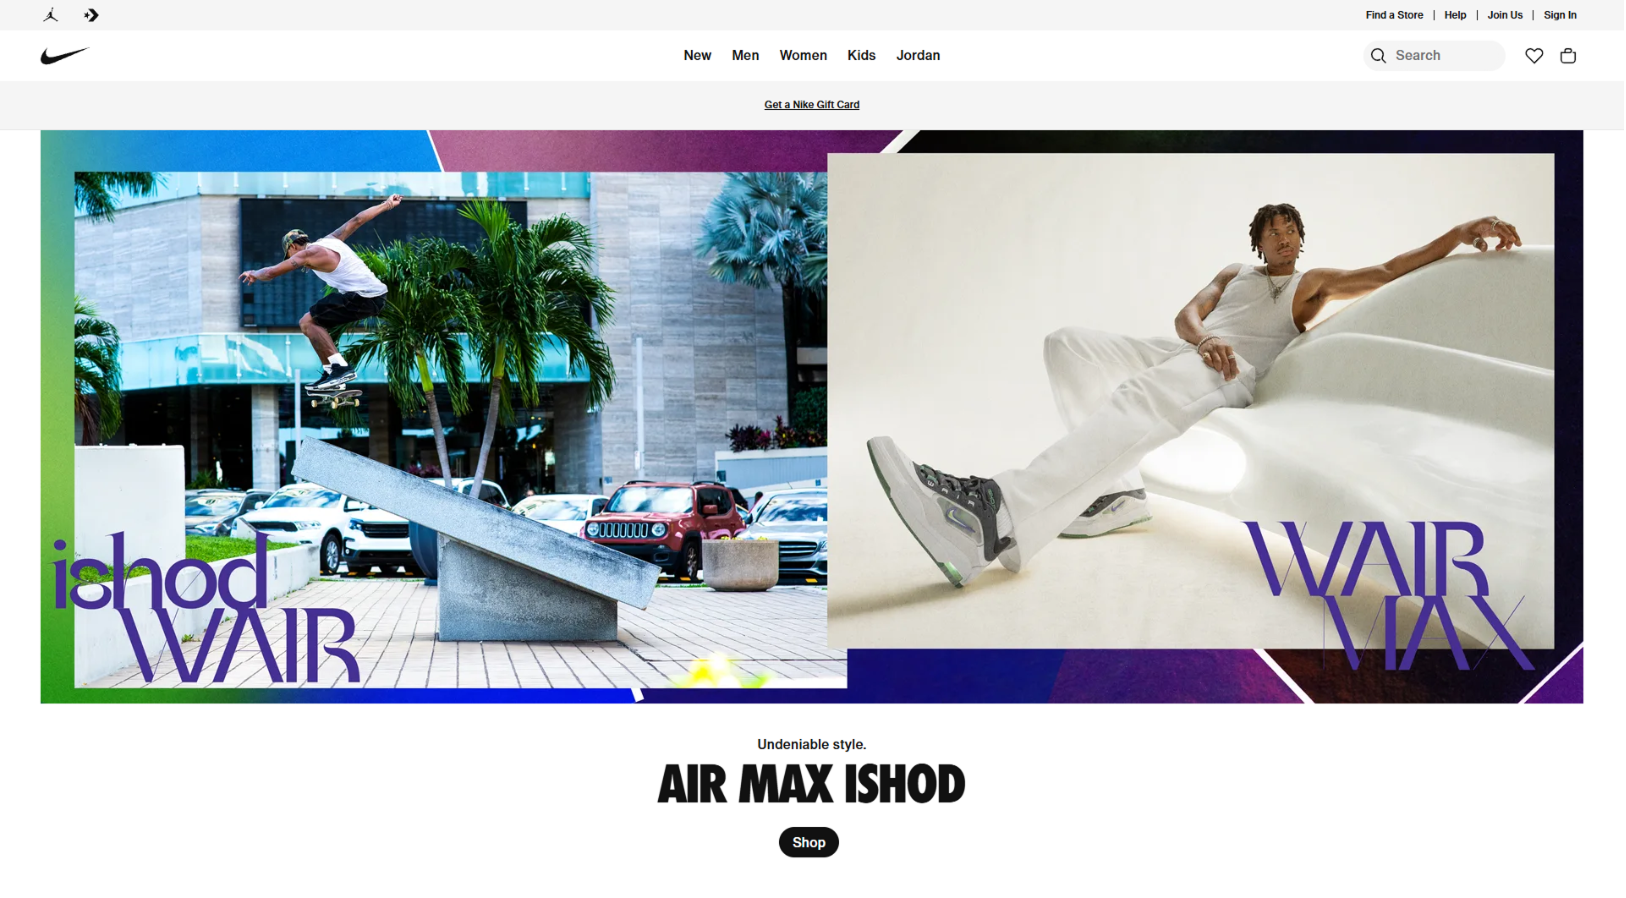 Find a Store | Help | Join Us | Sign In
New Men Women Kids Jordan
Search
Get a Nike Gift Card
ishod
WAIR
WAIR
MAX
Undeniable style.
AIR MAX ISHOD
Shop